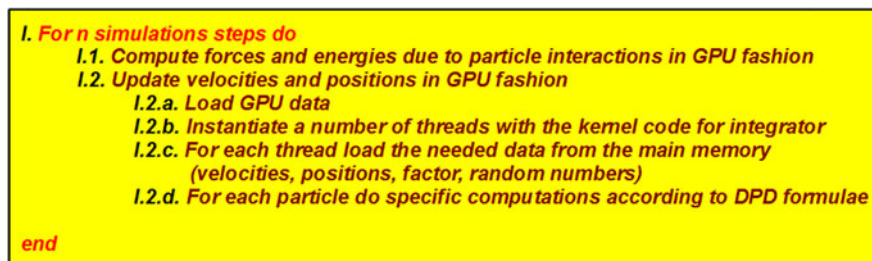 I. For n simulations steps do
I.1. Compute forces and energies due to particle interactions in GPU fashion
I.2. Update velocities and positions in GPU fashion
I.2.a. Load GPU data
I.2.b. Instantiate a number of threads with the kernel code for integrator
I.2.c. For each thread load the needed data from the main memory
(velocities, positions, factor, random numbers)
I.2.d. For each particle do specific computations according to DPD formulae
end